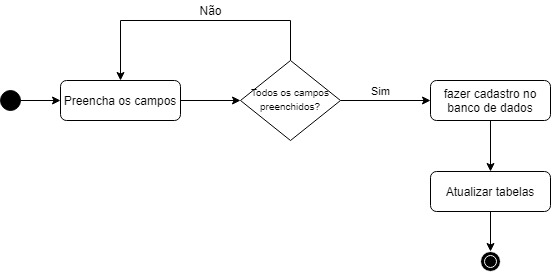 Não
Preencha os campos
Todos os campos
preenchidos?
Sim
fazer cadastro no
banco de dados
Atualizar tabelas